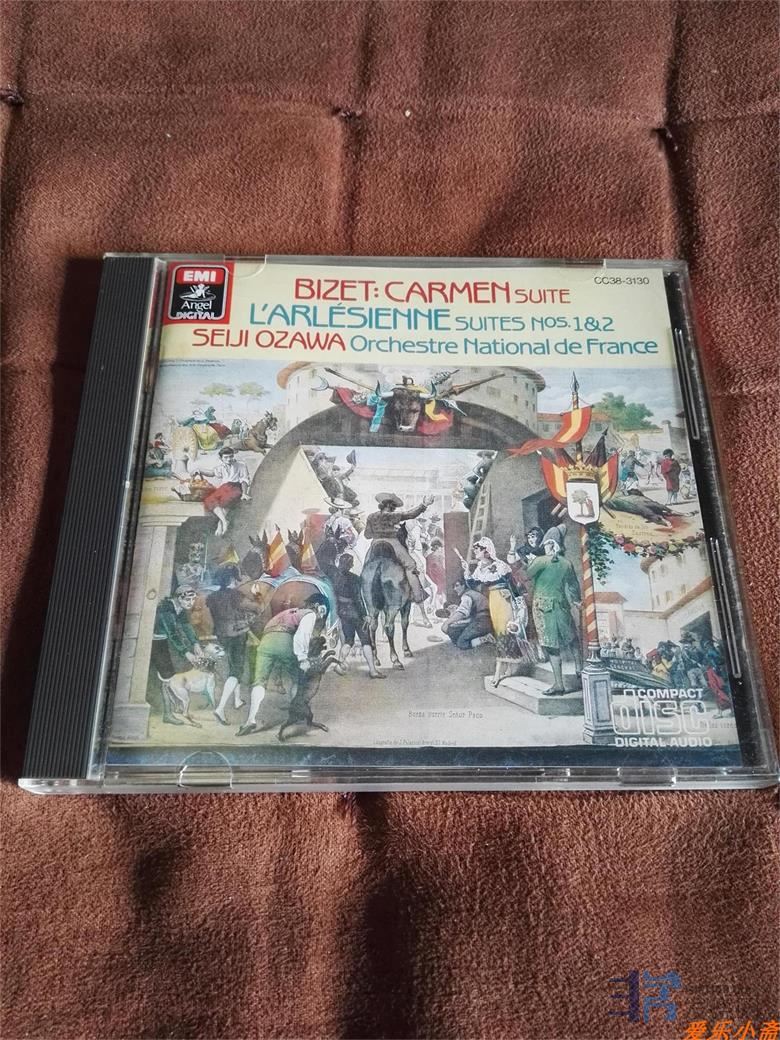 EMI
Angel
DIGITAL
CC38-3130
BIZET: CARMEN SUITE
L'ARLÉSIENNE SUITES NOS. 1&2
SEIJI OZAWA Orchestre National de France
COMPACT
disc
DIGITAL AUDIO
爱乐小斋